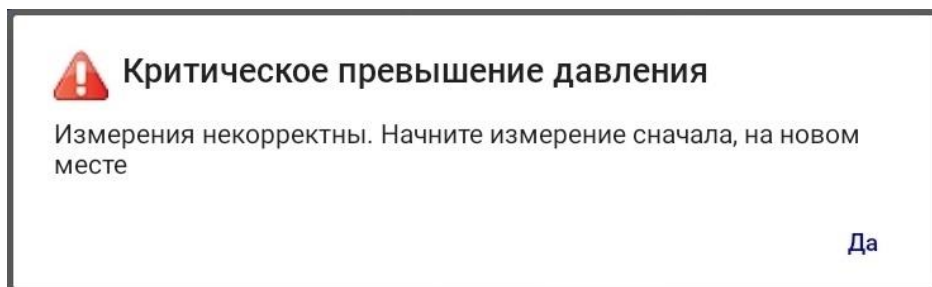 Критическое превышение давления
Измерения некорректны. Начните измерение сначала, на новом
месте
Да